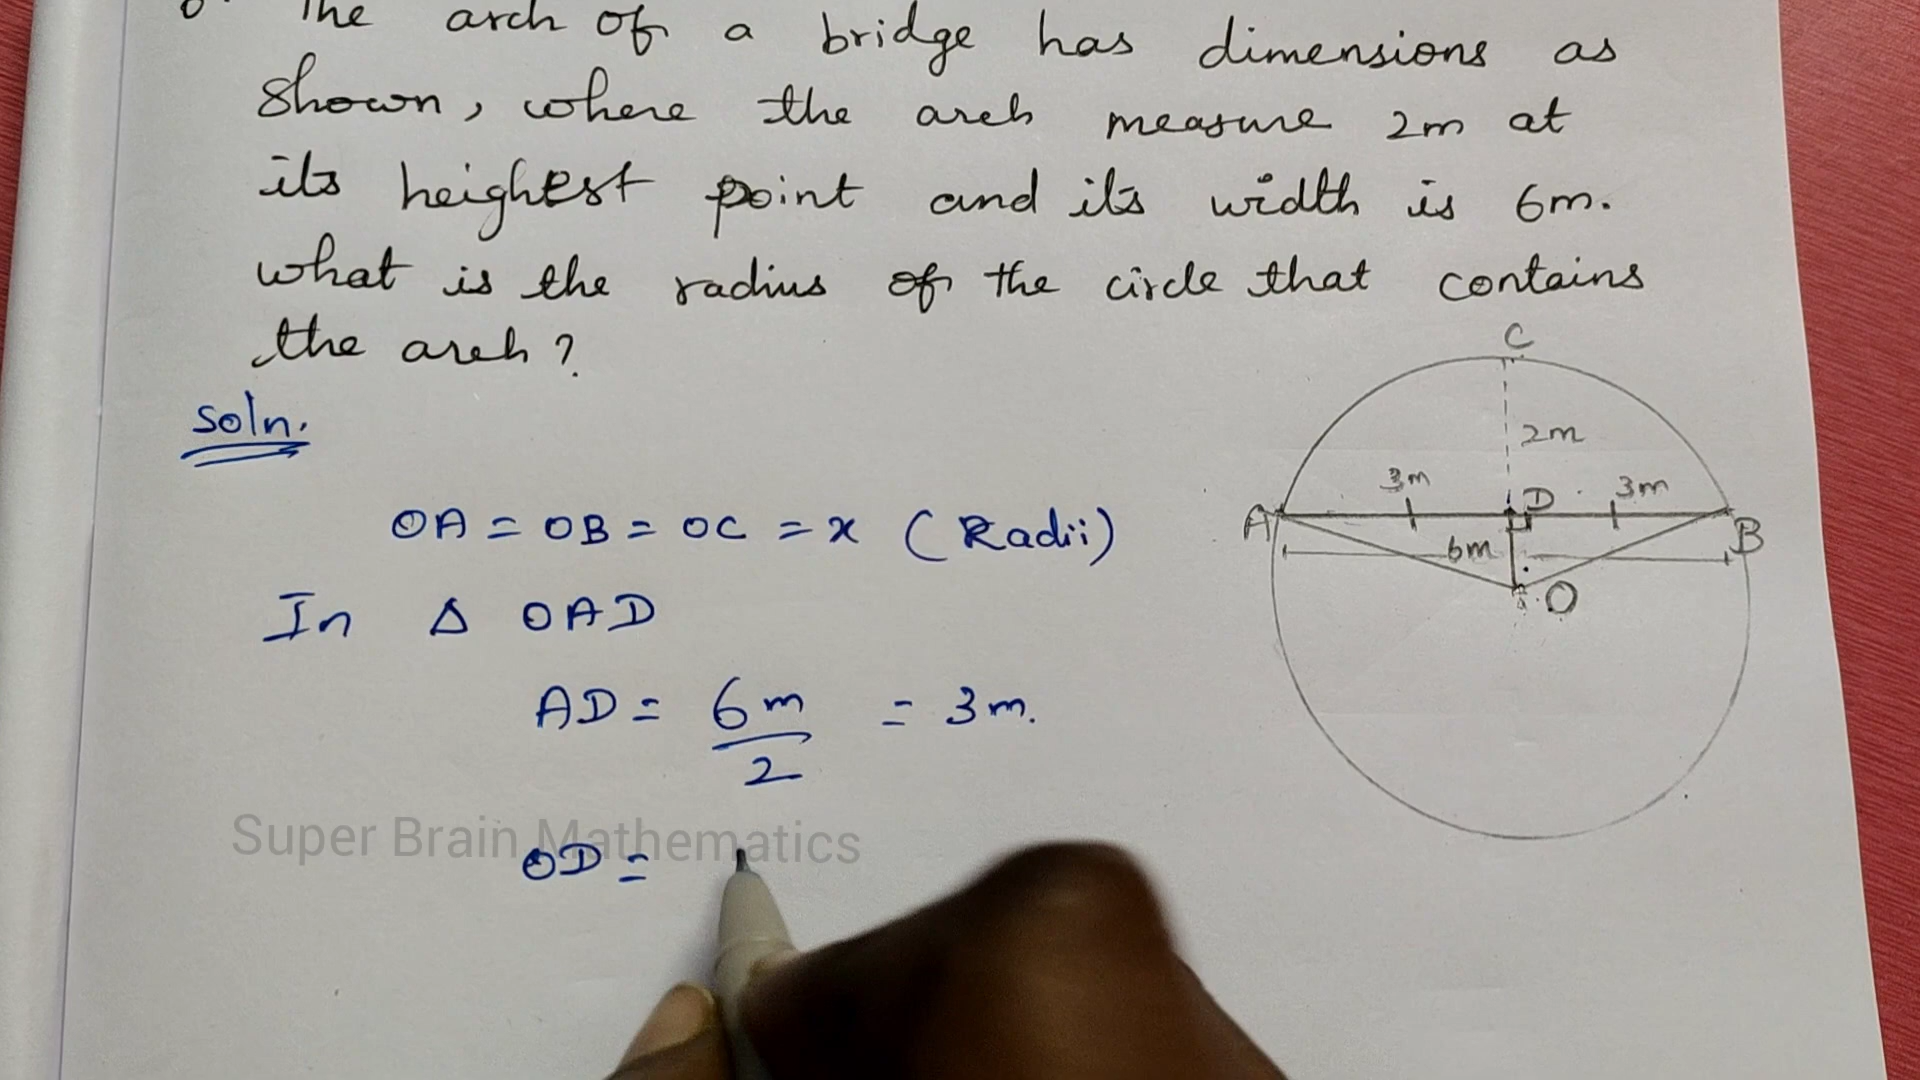 The arch of a bridge has dimensions as
shown, where the arch measure 2m at
its heighest point and its width is 6m.
what is the radius of the circle that contains
the arch?
Soln.
OA = OB = OC = x (Radii)
In Δ OAD
AD = 6m/2 = 3m.
OD =
Super Brain Mathematics
C
2m
3m
D
3m
A
6m
B
O